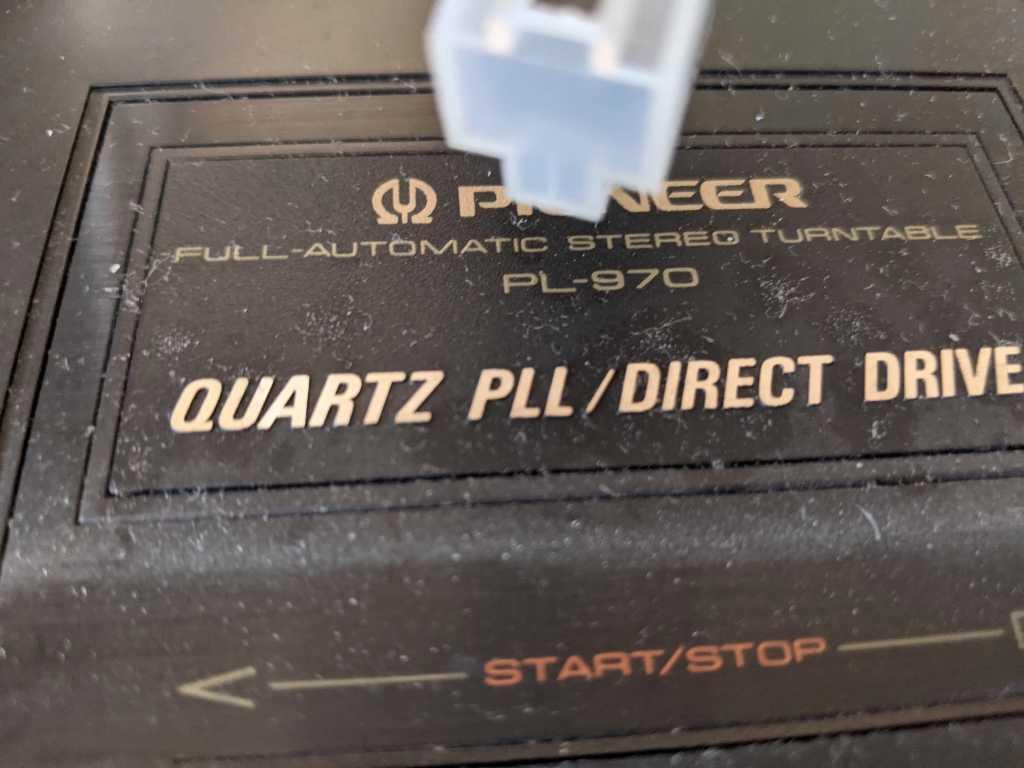 PIONEER
FULL-AUTOMATIC STEREO TURNTABLE
PL-970
QUARTZ PLL/DIRECT DRIVE
START/STOP